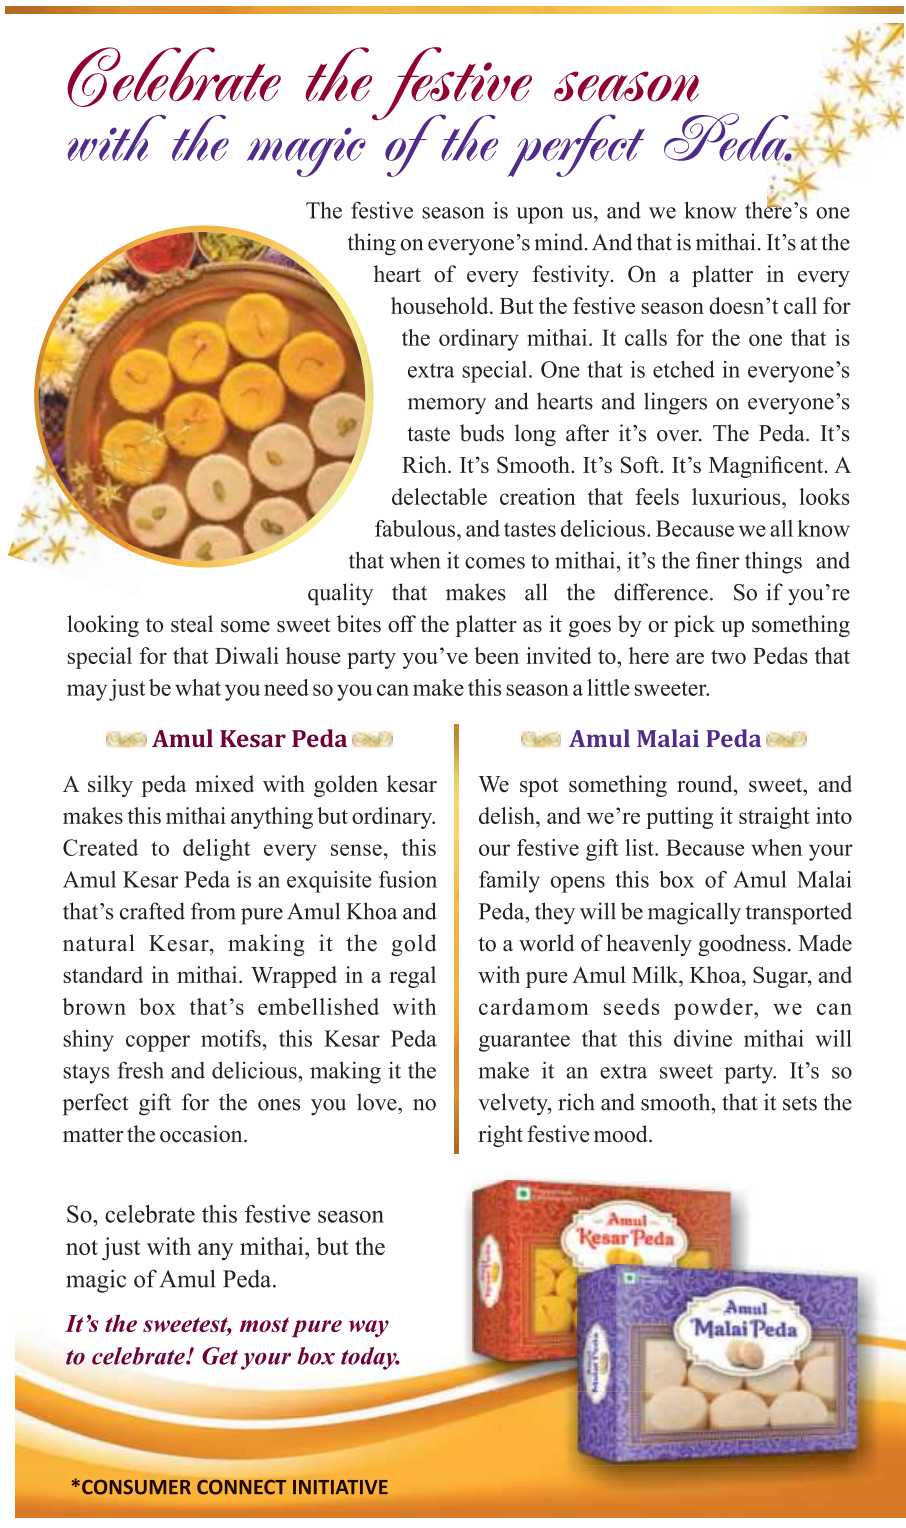 Celebrate the festive season
with the magic of the perfect Peda.
The festive season is upon us, and we know there's one
thing on everyone's mind. And that is mithai. It's at the
heart of every festivity. On a platter in every
household. But the festive season doesn't call for
the ordinary mithai. It calls for the one that is
extra special. One that is etched in everyone's
memory and hearts and lingers on everyone's
taste buds long after it's over. The Peda. It's
Rich. It's Smooth. It's Soft. It's Magnificent. A
delectable creation that feels luxurious, looks
fabulous, and tastes delicious. Because we all know
that when it comes to mithai, it's the finer things and
quality that makes all the difference. So if you're
looking to steal some sweet bites off the platter as it goes by or pick up something
special for that Diwali house party you've been invited to, here are two Pedas that
may just be what you need so you can make this season a little sweeter.
Amul Kesar Peda
A silky peda mixed with golden kesar
makes this mithai anything but ordinary.
Created to delight every sense, this
Amul Kesar Peda is an exquisite fusion
that's crafted from pure Amul Khoa and
natural Kesar, making it the gold
standard in mithai. Wrapped in a regal
brown box that's embellished with
shiny copper motifs, this Kesar Peda
stays fresh and delicious, making it the
perfect gift for the ones you love, no
matter the occasion.
Amul Malai Peda
We spot something round, sweet, and
delish, and we're putting it straight into
our festive gift list. Because when your
family opens this box of Amul Malai
Peda, they will be magically transported
to a world of heavenly goodness. Made
with pure Amul Milk, Khoa, Sugar, and
cardamom seeds powder, we can
guarantee that this divine mithai will
make it an extra sweet party. It's so
velvety, rich and smooth, that it sets the
right festive mood.
So, celebrate this festive season
not just with any mithai, but the
magic of Amul Peda.
It's the sweetest, most pure way
to celebrate! Get your box today.
Amul
Kesar Peda
Amul
Kesar Peda
Amul
Malai Peda
Amul
Malai Peda
*CONSUMER CONNECT INITIATIVE